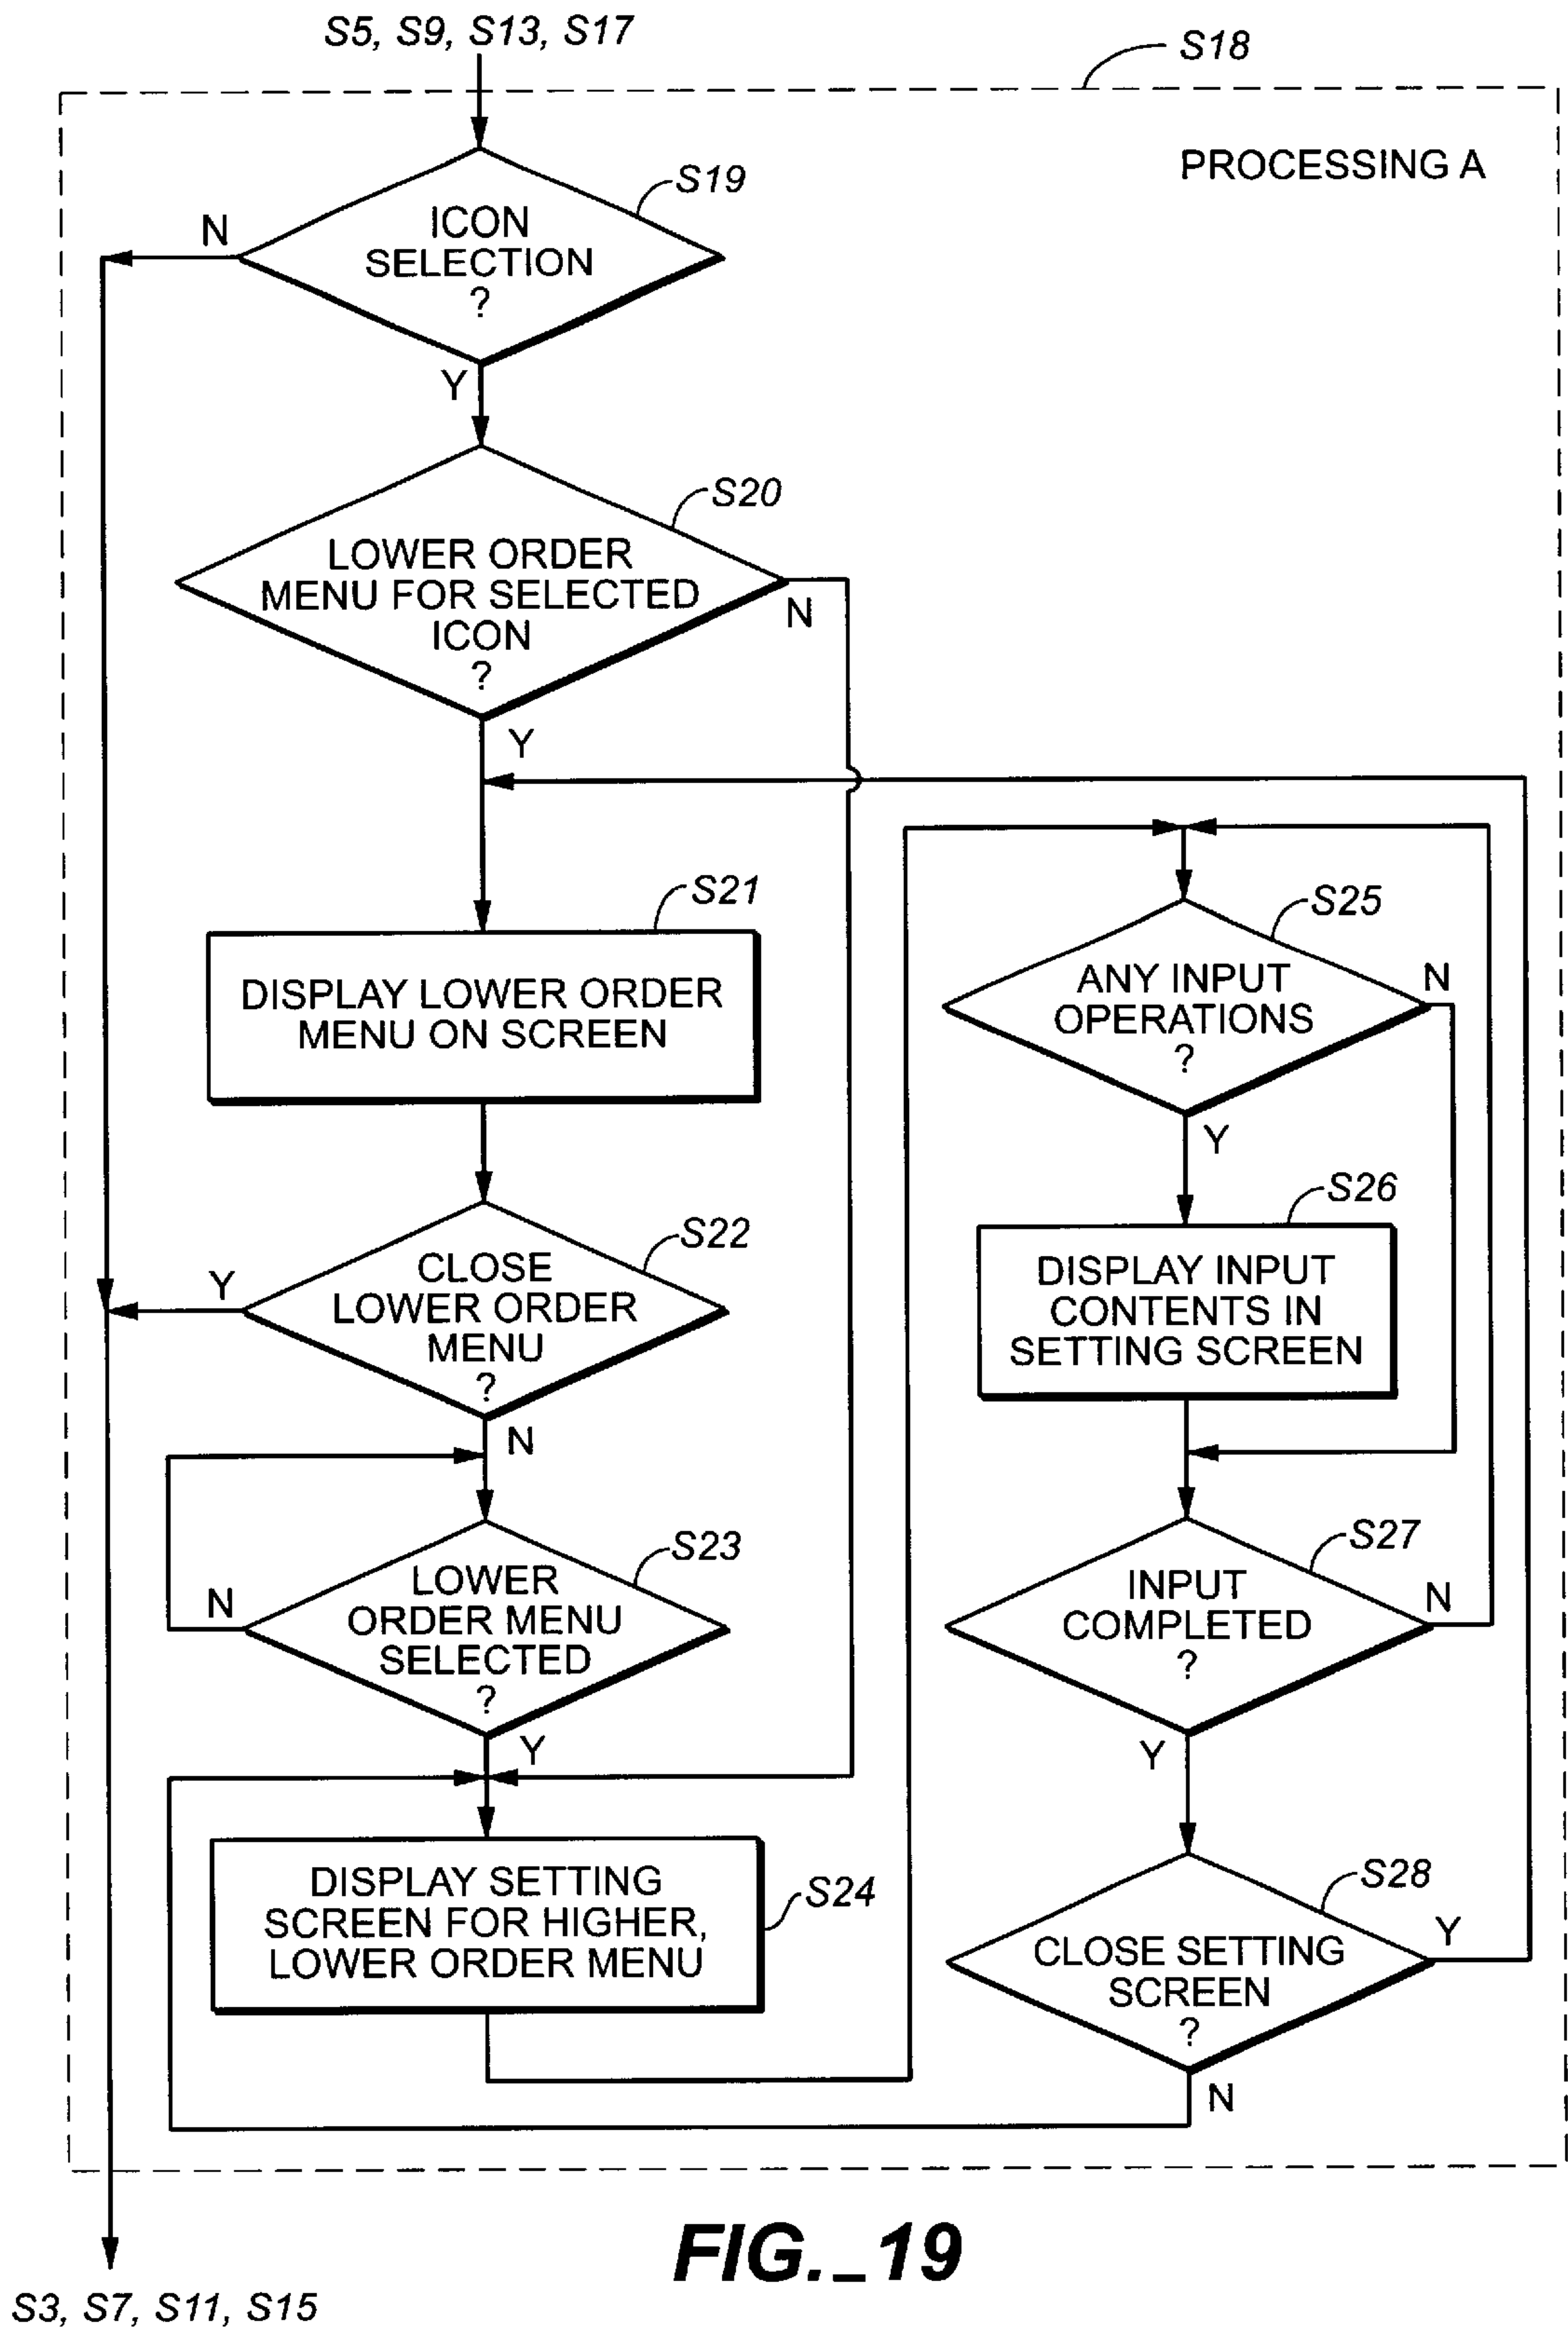 S5, S9, S13, S17
S18
PROCESSING A
S19
ICON
SELECTION
?
N
Y
S20
LOWER ORDER
MENU FOR SELECTED
ICON
?
N
Y
S21
DISPLAY LOWER ORDER
MENU ON SCREEN
S22
CLOSE
LOWER ORDER
MENU
?
Y
N
S23
LOWER
ORDER MENU
SELECTED
?
N
Y
S24
DISPLAY SETTING
SCREEN FOR HIGHER,
LOWER ORDER MENU
S25
ANY INPUT
OPERATIONS
?
N
Y
S26
DISPLAY INPUT
CONTENTS IN
SETTING SCREEN
S27
INPUT
COMPLETED
?
N
Y
S28
CLOSE SETTING
SCREEN
?
Y
N
FIG._19
S3, S7, S11, S15